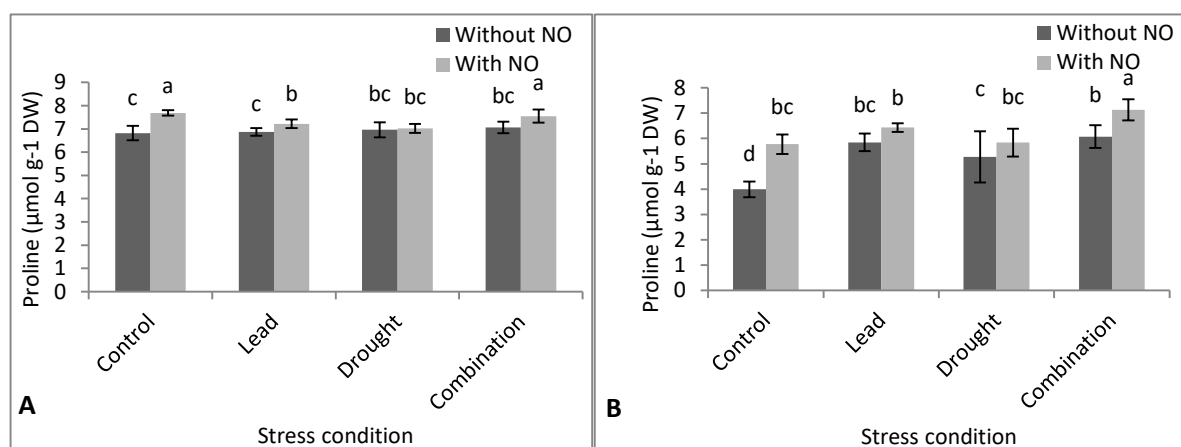 Without NO
With NO
Proline (µmol g-1 DW)
9
8
7
6
5
4
3
2
1
0
c a c b bc bc bc a
Control Lead Drought Combination
A
Stress condition
Without NO
With NO
Proline (µmol g-1 DW)
8
7
6
5
4
3
2
1
0
d bc b b c bc b a
Control Lead Drought Combination
B
Stress condition